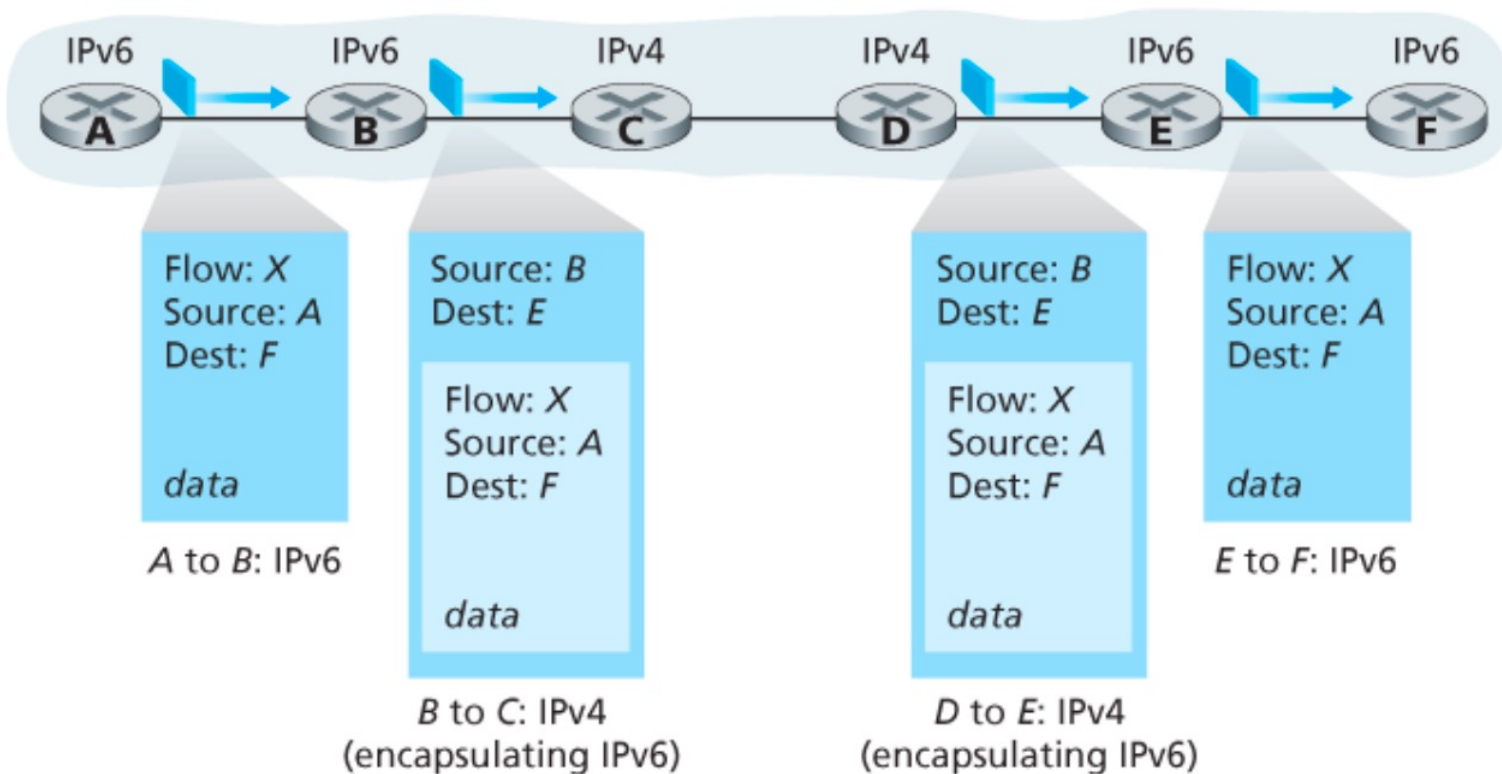 IPv6
IPv6
IPv4
IPv4
IPv6
IPv6
A
B
C
D
E
F
Flow: X
Source: A
Dest: F
data
A to B: IPv6
Source: B
Dest: E
Flow: X
Source: A
Dest: F
data
B to C: IPv4
(encapsulating IPv6)
Source: B
Dest: E
Flow: X
Source: A
Dest: F
data
D to E: IPv4
(encapsulating IPv6)
Flow: X
Source: A
Dest: F
data
E to F: IPv6